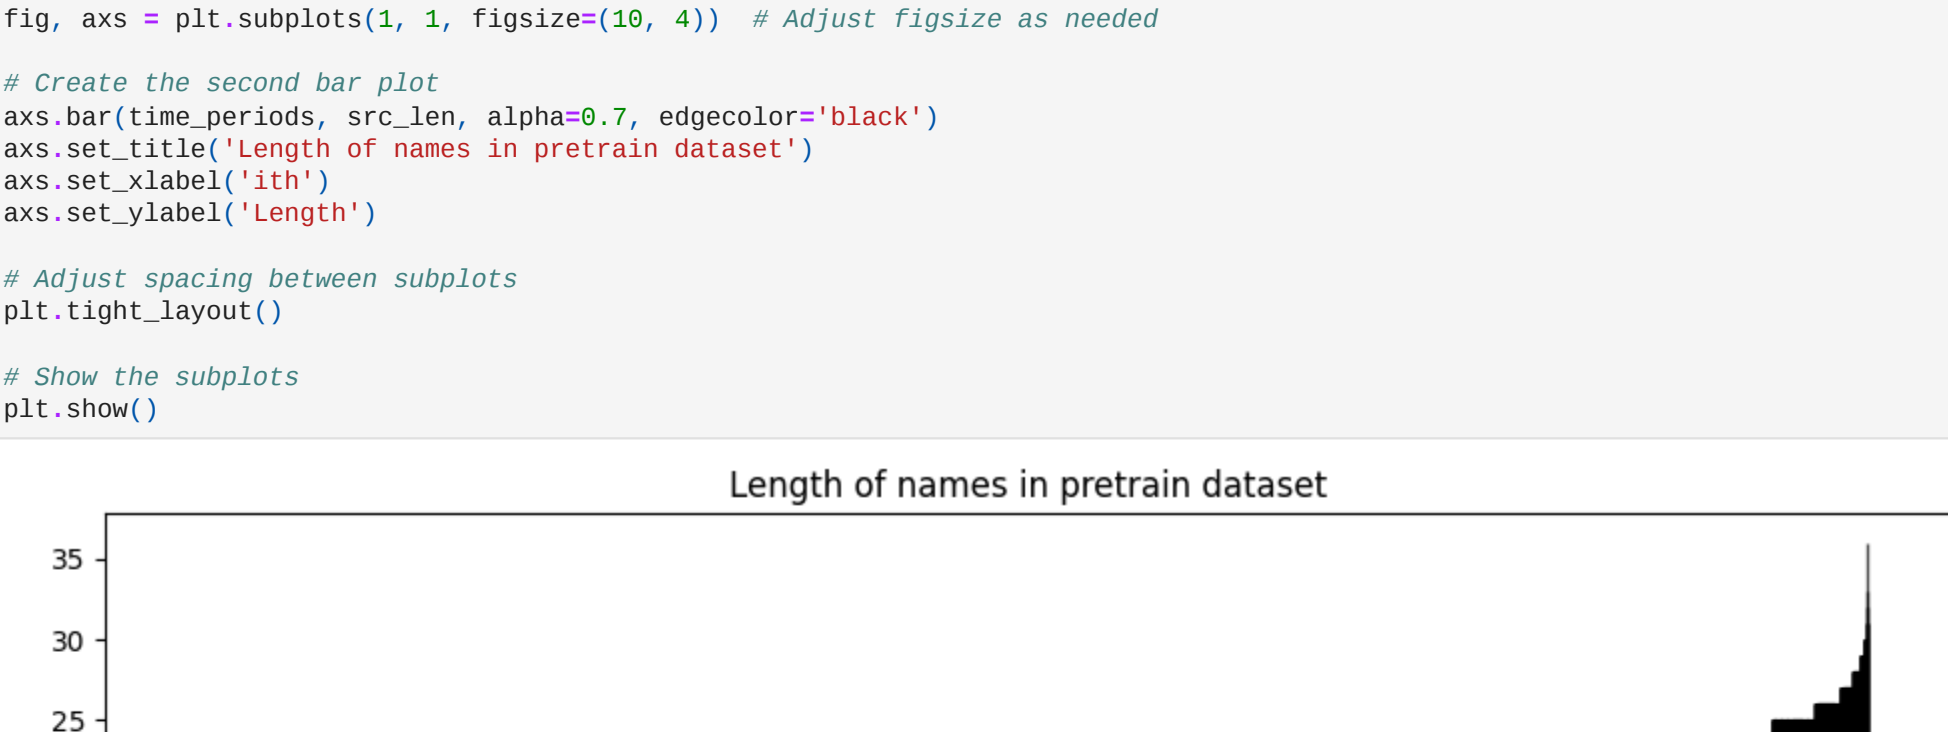 fig, axs = plt.subplots(1, 1, figsize=(10, 4))  # Adjust figsize as needed
# Create the second bar plot
axs.bar(time_periods, src_len, alpha=0.7, edgecolor='black')
axs.set_title('Length of names in pretrain dataset')
axs.set_xlabel('ith')
axs.set_ylabel('Length')
# Adjust spacing between subplots
plt.tight_layout()
# Show the subplots
plt.show()
Length of names in pretrain dataset
35
30
25